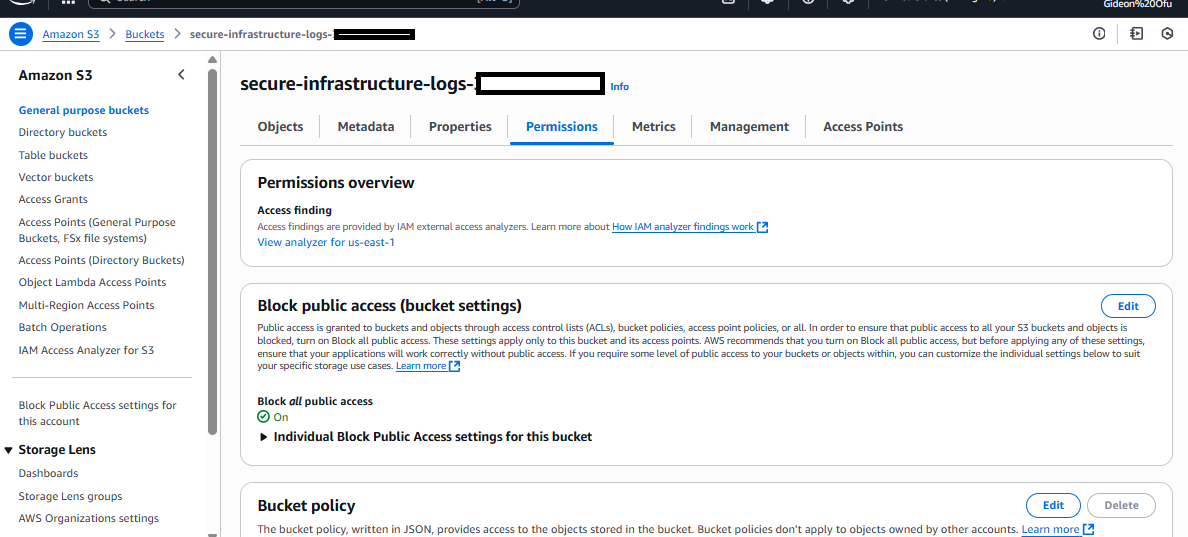 Gideon%20Ofu
Amazon S3 > Buckets > secure-infrastructure-logs-
Amazon S3
General purpose buckets
Directory buckets
Table buckets
Vector buckets
Access Grants
Access Points (General Purpose
Buckets, FSx file systems)
Access Points (Directory Buckets)
Object Lambda Access Points
Multi-Region Access Points
Batch Operations
IAM Access Analyzer for S3
Block Public Access settings for
this account
Storage Lens
Dashboards
Storage Lens groups
AWS Organizations settings
secure-infrastructure-logs- Info
Objects Metadata Properties Permissions Metrics Management Access Points
Permissions overview
Access finding
Access findings are provided by IAM external access analyzers. Learn more about How IAM analyzer findings work
View analyzer for us-east-1
Block public access (bucket settings)
Edit
Public access is granted to buckets and objects through access control lists (ACLs), bucket policies, access point policies, or all. In order to ensure that public access to all your S3 buckets and objects is
blocked, turn on Block all public access. These settings apply only to this bucket and its access points. AWS recommends that you turn on Block all public access, but before applying any of these settings,
ensure that your applications will work correctly without public access. If you require some level of public access to your buckets or objects within, you can customize the individual settings below to suit
your specific storage use cases. Learn more
Block all public access
On
Individual Block Public Access settings for this bucket
Bucket policy
Edit Delete
The bucket policy, written in JSON, provides access to the objects stored in the bucket. Bucket policies don't apply to objects owned by other accounts. Learn more